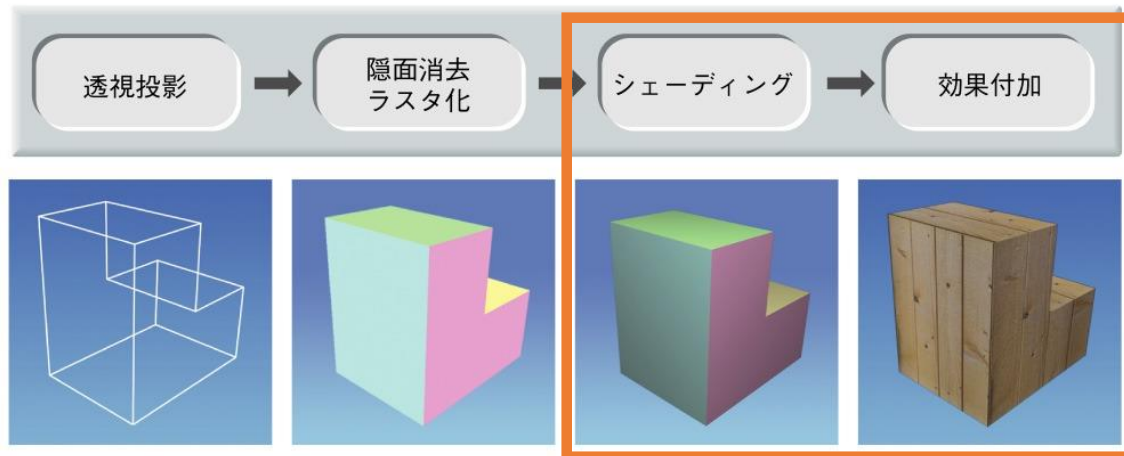 透視投影
隠面消去
ラスタ化
シェーディング
効果付加